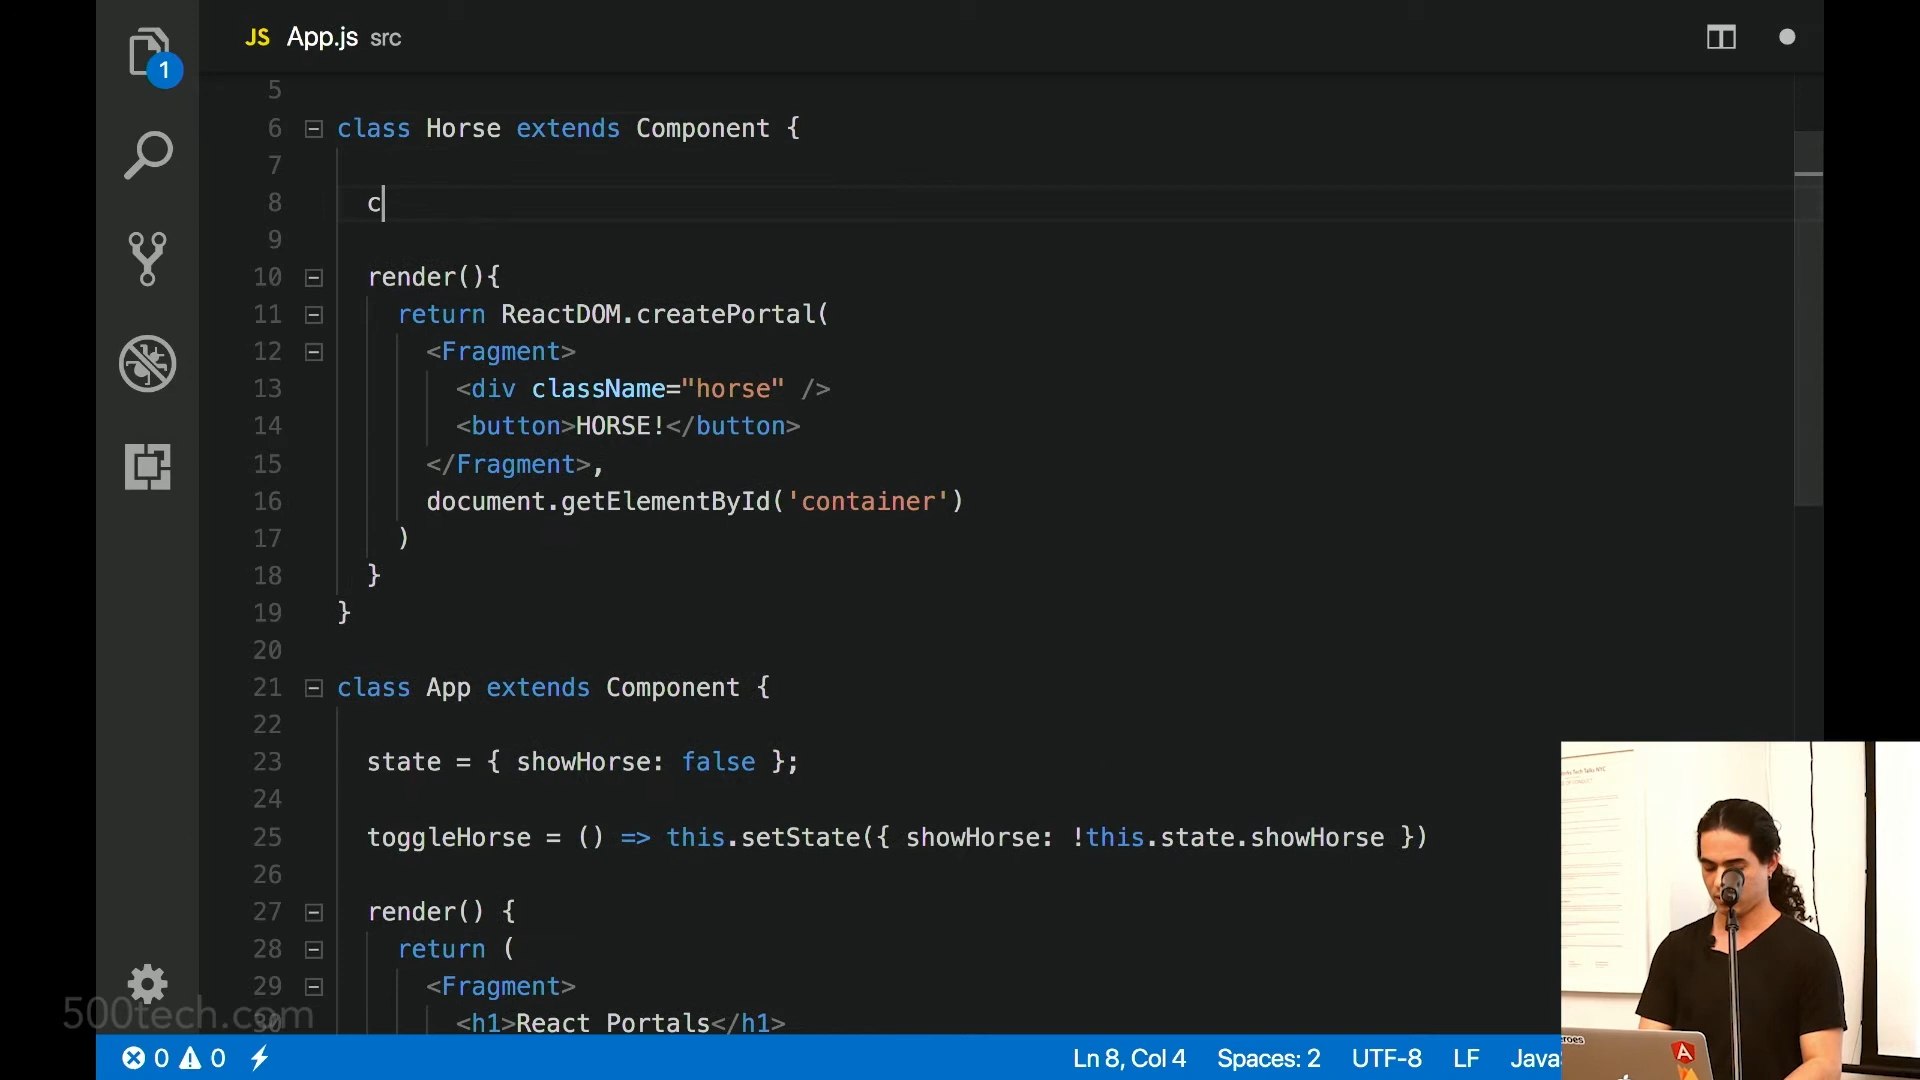 JS App.js src
1
5
6 class Horse extends Component {
7
8 c
9
10 render(){
11 return ReactDOM.createPortal(
12 <Fragment>
13 <div className="horse" />
14 <button>HORSE!</button>
15 </Fragment>,
16 document.getElementById('container')
17 )
18 }
19 }
20
21 class App extends Component {
22
23 state = { showHorse: false };
24
25 toggleHorse = () => this.setState({ showHorse: !this.state.showHorse })
26
27 render() {
28 return (
29 <Fragment>
30 <h1>React Portals</h1>
500tech.com
0 0 Ln 8, Col 4 Spaces: 2 UTF-8 LF Java
Tech Talks NYC